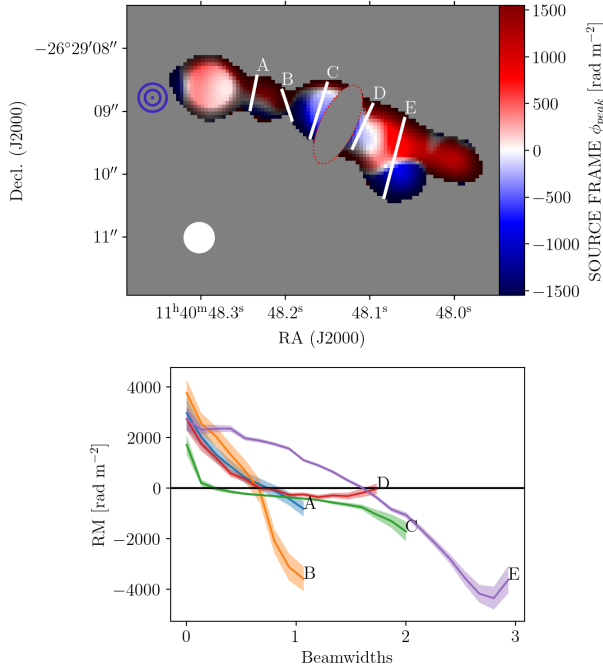 −26°29′08″
09″
10″
11″
Decl. (J2000)
A
B
C
D
E
11ʰ40ᵐ48.3ˢ
48.2ˢ
48.1ˢ
48.0ˢ
RA (J2000)
1500
1000
500
0
−500
−1000
−1500
SOURCE FRAME ϕ_peak [rad m⁻²]
4000
2000
0
−2000
−4000
RM [rad m⁻²]
D
A
C
B
E
0
1
2
3
Beamwidths